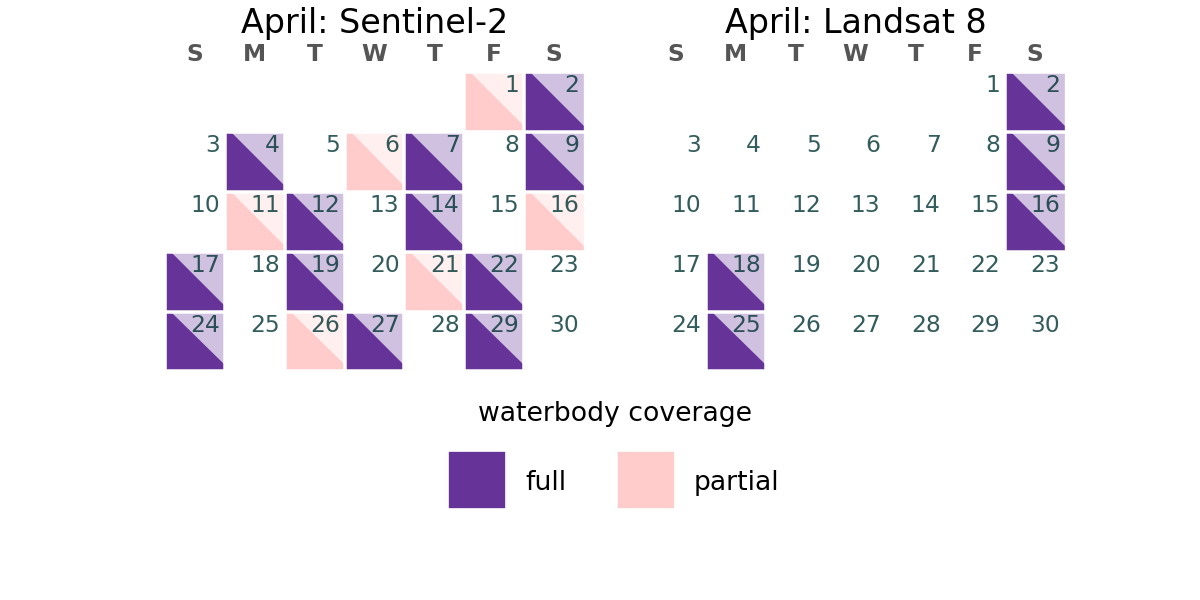 April: Sentinel-2
S M T W T F S
1 2
3 4 5 6 7 8 9
10 11 12 13 14 15 16
17 18 19 20 21 22 23
24 25 26 27 28 29 30
April: Landsat 8
S M T W T F S
1 2
3 4 5 6 7 8 9
10 11 12 13 14 15 16
17 18 19 20 21 22 23
24 25 26 27 28 29 30
waterbody coverage
full
partial